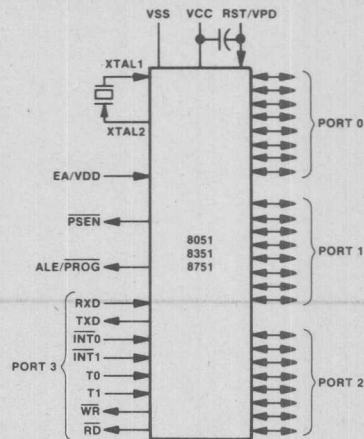 VSS VCC RST/VPD
XTAL1
XTAL2
EA/VDD
PSEN
ALE/PROG
RXD
TXD
INT0
INT1
T0
T1
WR
RD
PORT 3
8051
8351
8751
PORT 0
PORT 1
PORT 2